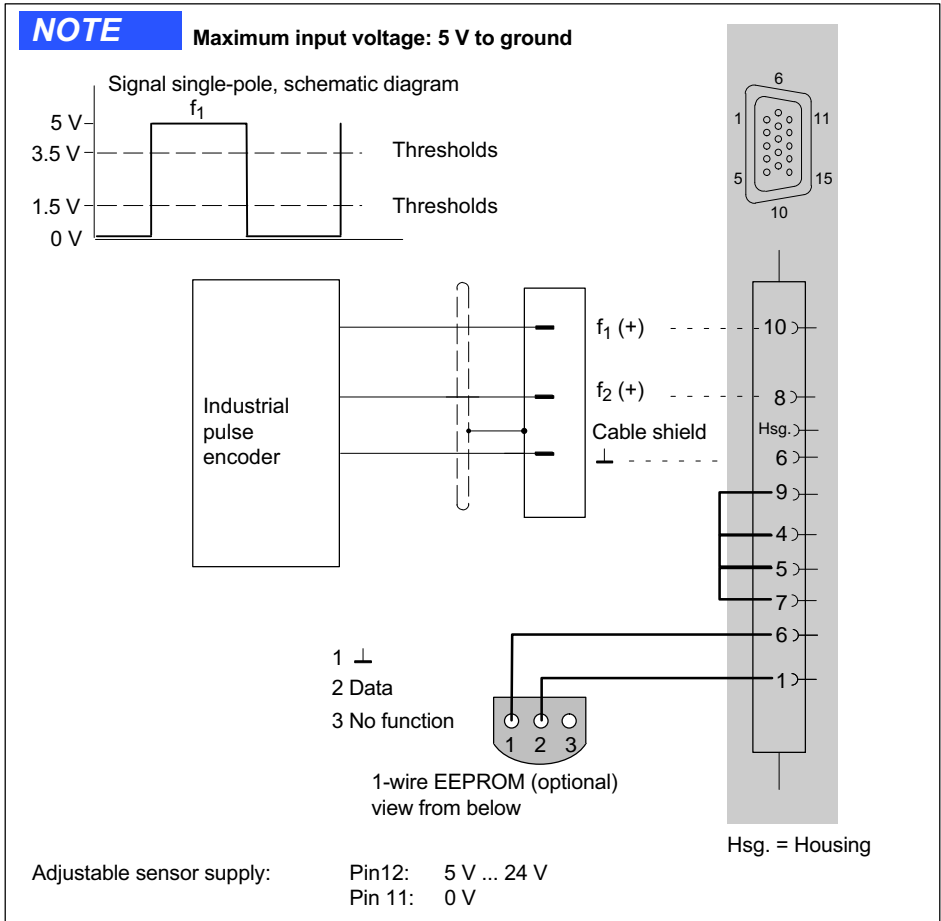 NOTE Maximum input voltage: 5 V to ground
Signal single-pole, schematic diagram
f1
5 V
3.5 V
Thresholds
1.5 V
Thresholds
0 V
6
1
11
5
15
10
Industrial
pulse
encoder
f1 (+)
10
f2 (+)
8
Cable shield
Hsg.
⊥
6
9
4
5
7
6
1
1 ⊥
2 Data
3 No function
1 2 3
1-wire EEPROM (optional)
view from below
Hsg. = Housing
Adjustable sensor supply: Pin12: 5 V ... 24 V
Pin 11: 0 V